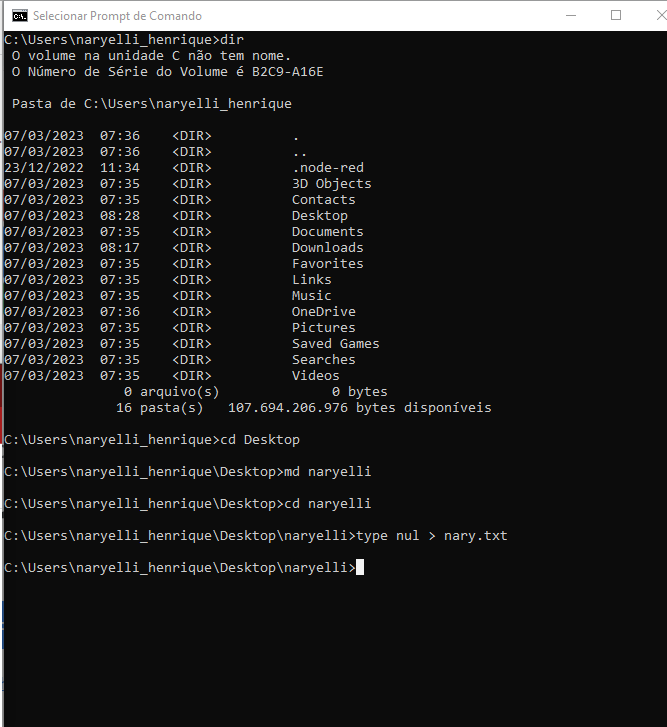 Selecionar Prompt de Comando
C:\Users\naryelli_henrique>dir
 O volume na unidade C não tem nome.
 O Número de Série do Volume é B2C9-A16E

 Pasta de C:\Users\naryelli_henrique

07/03/2023  07:36    <DIR>          .
07/03/2023  07:36    <DIR>          ..
23/12/2022  11:34    <DIR>          .node-red
07/03/2023  07:35    <DIR>          3D Objects
07/03/2023  07:35    <DIR>          Contacts
07/03/2023  08:28    <DIR>          Desktop
07/03/2023  07:35    <DIR>          Documents
07/03/2023  08:17    <DIR>          Downloads
07/03/2023  07:35    <DIR>          Favorites
07/03/2023  07:35    <DIR>          Links
07/03/2023  07:35    <DIR>          Music
07/03/2023  07:36    <DIR>          OneDrive
07/03/2023  07:35    <DIR>          Pictures
07/03/2023  07:35    <DIR>          Saved Games
07/03/2023  07:35    <DIR>          Searches
07/03/2023  07:35    <DIR>          Videos
               0 arquivo(s)              0 bytes
              16 pasta(s)   107.694.206.976 bytes disponíveis

C:\Users\naryelli_henrique>cd Desktop

C:\Users\naryelli_henrique\Desktop>md naryelli

C:\Users\naryelli_henrique\Desktop>cd naryelli

C:\Users\naryelli_henrique\Desktop\naryelli>type nul > nary.txt

C:\Users\naryelli_henrique\Desktop\naryelli>